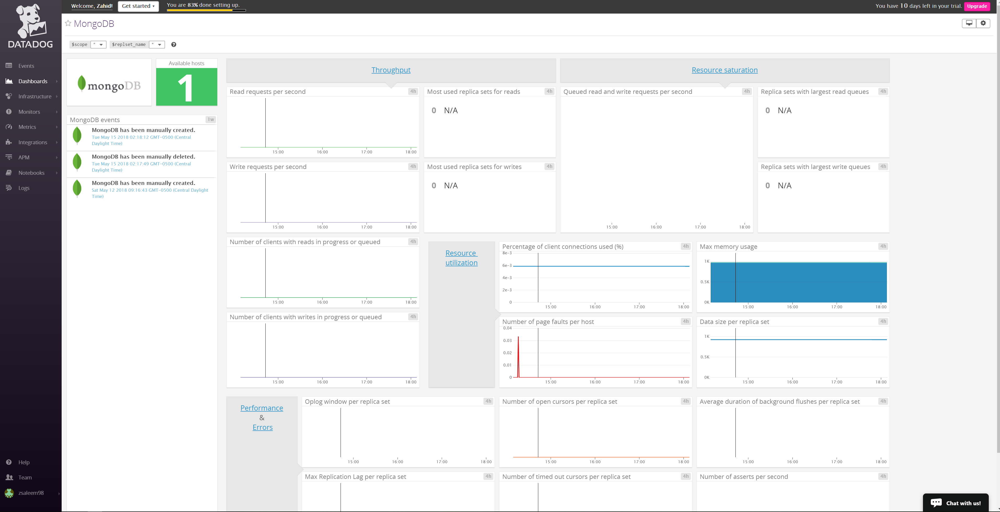 Welcome, Zahid!
Get started
You are 83% done setting up.
You have 10 days left in your trial.
Upgrade
DATADOG
Events
Dashboards
Infrastructure
Monitors
Metrics
Integrations
APM
Notebooks
Logs
Help
Team
zsaleem98
MongoDB
$scope *
$replset_name *
mongoDB
Available hosts
1
MongoDB events 1w
MongoDB has been manually created.
Tue May 15 2018 02:18:12 GMT-0500 (Central
Daylight Time)
MongoDB has been manually deleted.
Tue May 15 2018 02:17:49 GMT-0500 (Central
Daylight Time)
MongoDB has been manually created.
Sat May 12 2018 09:16:43 GMT-0500 (Central Daylight
Time)
Throughput
Read requests per second 4h
15:00 16:00 17:00 18:00
Most used replica sets for reads 4h
0 N/A
Write requests per second 4h
15:00 16:00 17:00 18:00
Most used replica sets for writes 4h
0 N/A
Number of clients with reads in progress or queued 4h
15:00 16:00 17:00 18:00
Number of clients with writes in progress or queued 4h
15:00 16:00 17:00 18:00
Resource saturation
Queued read and write requests per second 4h
15:00 16:00 17:00 18:00
Replica sets with largest read queues 4h
0 N/A
Replica sets with largest write queues 4h
0 N/A
Resource
utilization
Percentage of client connections used (%) 4h
8e-3
6e-3
4e-3
2e-3
0
15:00 16:00 17:00 18:00
Max memory usage 4h
1K
0.5K
0K
15:00 16:00 17:00 18:00
Number of page faults per host 4h
0.04
0.03
0.02
0.01
0
15:00 16:00 17:00 18:00
Data size per replica set 4h
1K
0.5K
0K
15:00 16:00 17:00 18:00
Performance
&
Errors
Oplog window per replica set 4h
15:00 16:00 17:00 18:00
Number of open cursors per replica set 4h
15:00 16:00 17:00 18:00
Average duration of background flushes per replica set 4h
15:00 16:00 17:00 18:00
Max Replication Lag per replica set 4h
Number of timed out cursors per replica set 4h
Number of asserts per second 4h
Chat with us!